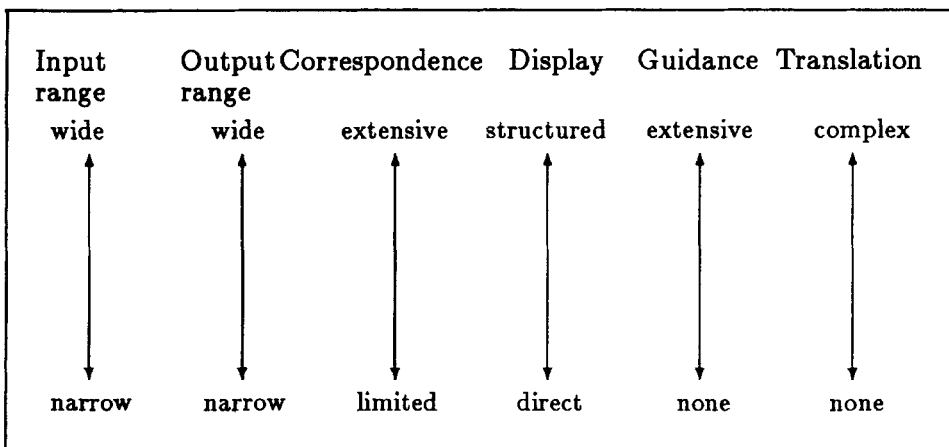 Input Output Correspondence Display Guidance Translation
range range
wide wide extensive structured extensive complex
narrow narrow limited direct none none